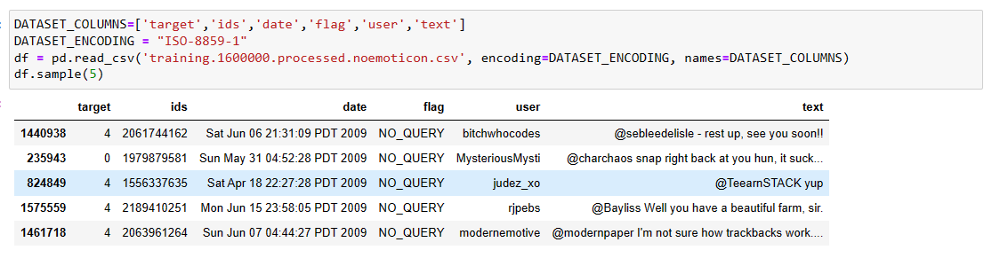 DATASET_COLUMNS=['target','ids','date','flag','user','text']
DATASET_ENCODING = "ISO-8859-1"
df = pd.read_csv('training.1600000.processed.noemoticon.csv', encoding=DATASET_ENCODING, names=DATASET_COLUMNS)
df.sample(5)
target ids date flag user text
1440938 4 2061744162 Sat Jun 06 21:31:09 PDT 2009 NO_QUERY bitchwhocodes @sebleedelisle - rest up, see you soon!!
235943 0 1979879581 Sun May 31 04:52:28 PDT 2009 NO_QUERY MysteriousMysti @charchaos snap right back at you hun, it suck...
824849 4 1556337635 Sat Apr 18 22:27:28 PDT 2009 NO_QUERY judez_xo @TeearnSTACK yup
1575559 4 2189410251 Mon Jun 15 23:58:05 PDT 2009 NO_QUERY rjpebs @Bayliss Well you have a beautiful farm, sir.
1461718 4 2063961264 Sun Jun 07 04:44:27 PDT 2009 NO_QUERY modernemotive @modernpaper I'm not sure how trackbacks work....